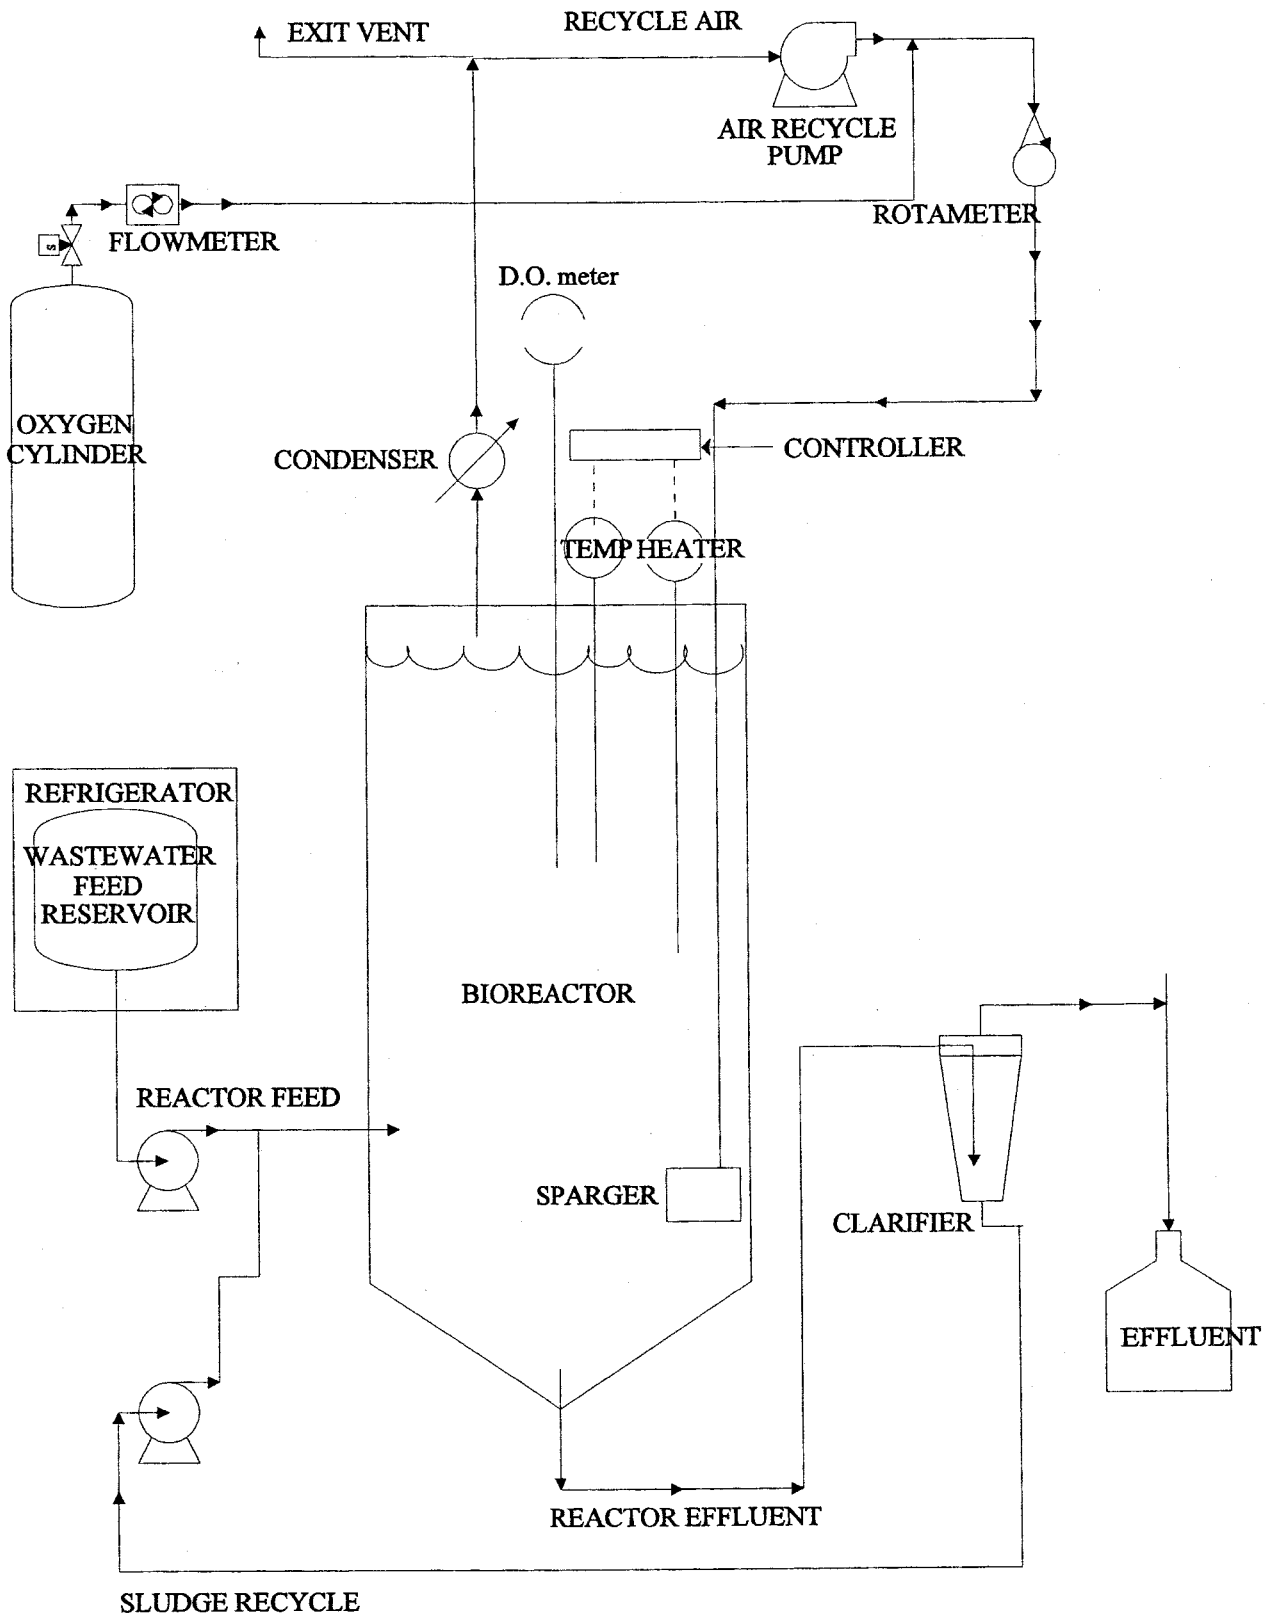 EXIT VENT
RECYCLE AIR
AIR RECYCLE
PUMP
ROTAMETER
FLOWMETER
s
D.O. meter
OXYGEN
CYLINDER
CONDENSER
CONTROLLER
TEMP
HEATER
REFRIGERATOR
WASTEWATER
FEED
RESERVOIR
BIOREACTOR
REACTOR FEED
SPARGER
CLARIFIER
EFFLUENT
REACTOR EFFLUENT
SLUDGE RECYCLE